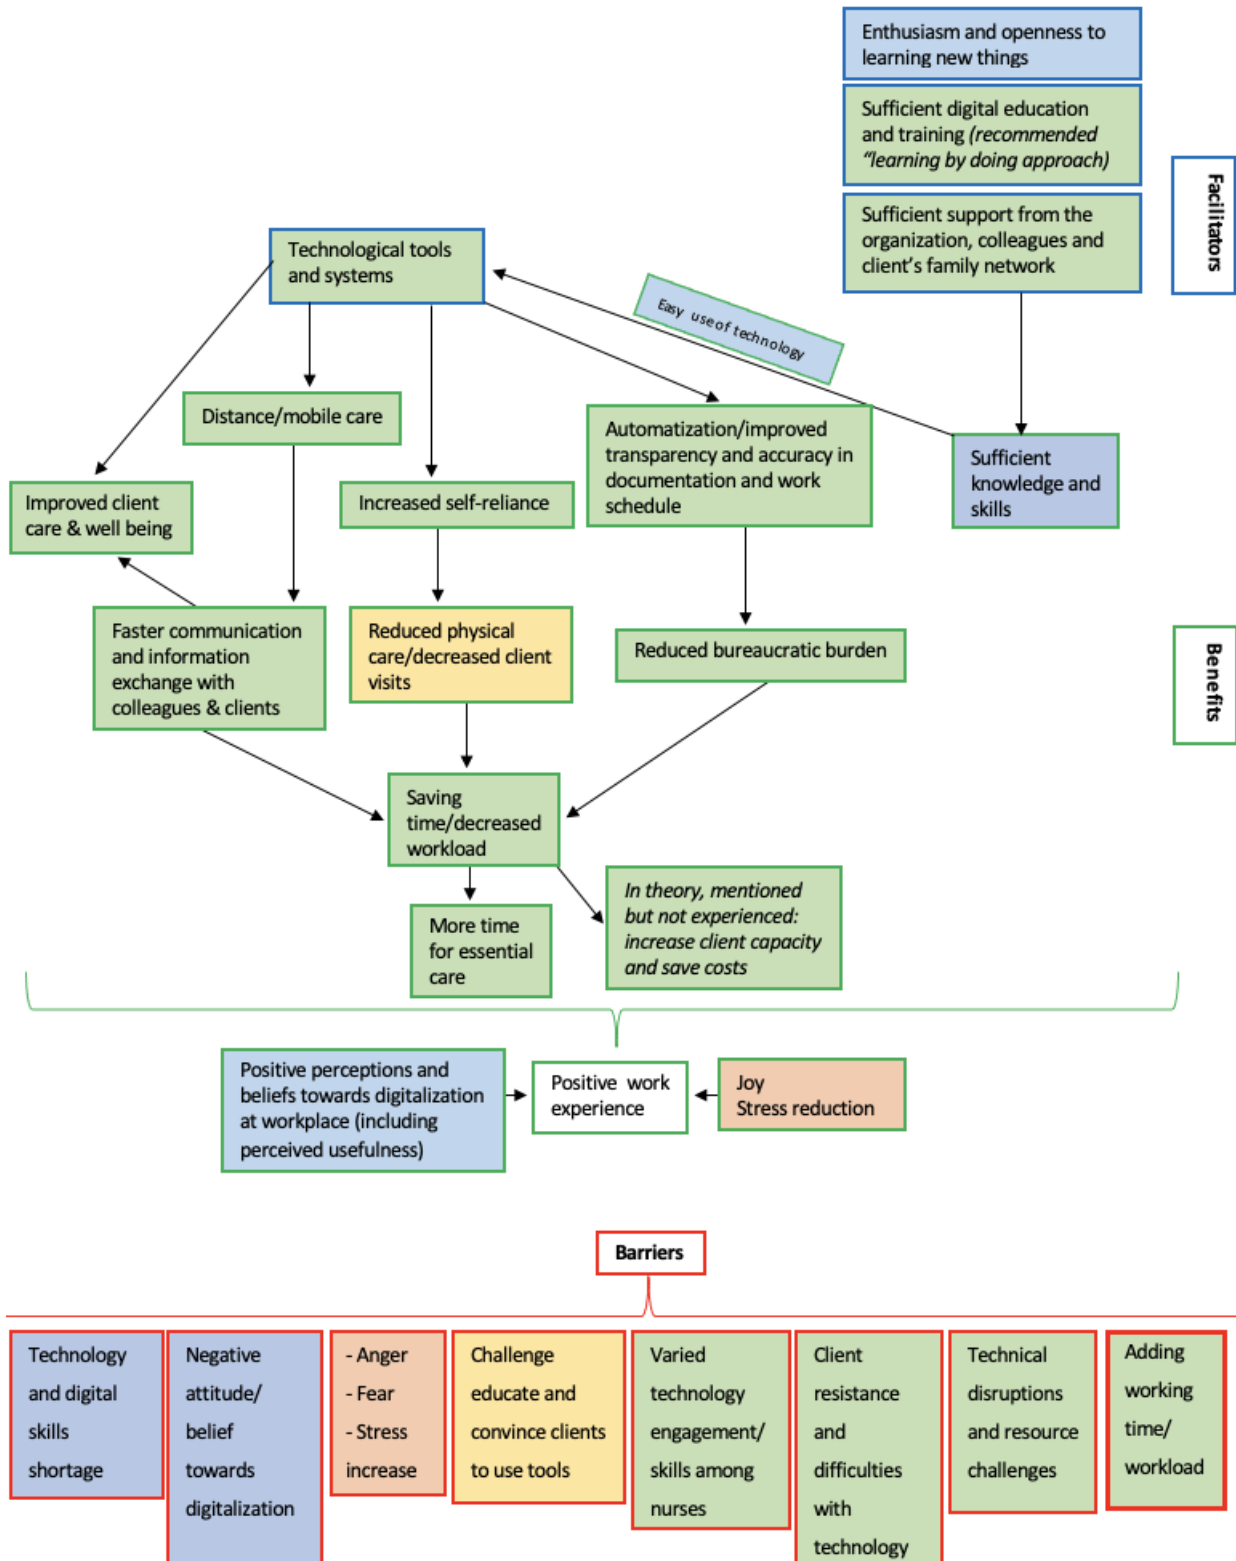 Enthusiasm and openness to
learning new things
Sufficient digital education
and training (recommended
“learning by doing approach)
Sufficient support from the
organization, colleagues and
client’s family network
Facilitators
Technological tools
and systems
Easy use of technology
Distance/mobile care
Automatization/improved
transparency and accuracy in
documentation and work
schedule
Sufficient
knowledge and
skills
Improved client
care & well being
Increased self-reliance
Faster communication
and information
exchange with
colleagues & clients
Reduced physical
care/decreased client
visits
Reduced bureaucratic burden
Benefits
Saving
time/decreased
workload
More time
for essential
care
In theory, mentioned
but not experienced:
increase client capacity
and save costs
Positive perceptions and
beliefs towards digitalization
at workplace (including
perceived usefulness)
Positive work
experience
Joy
Stress reduction
Barriers
Technology
and digital
skills
shortage
Negative
attitude/
belief
towards
digitalization
- Anger
- Fear
- Stress
increase
Challenge
educate and
convince clients
to use tools
Varied
technology
engagement/
skills among
nurses
Client
resistance
and
difficulties
with
technology
Technical
disruptions
and resource
challenges
Adding
working
time/
workload